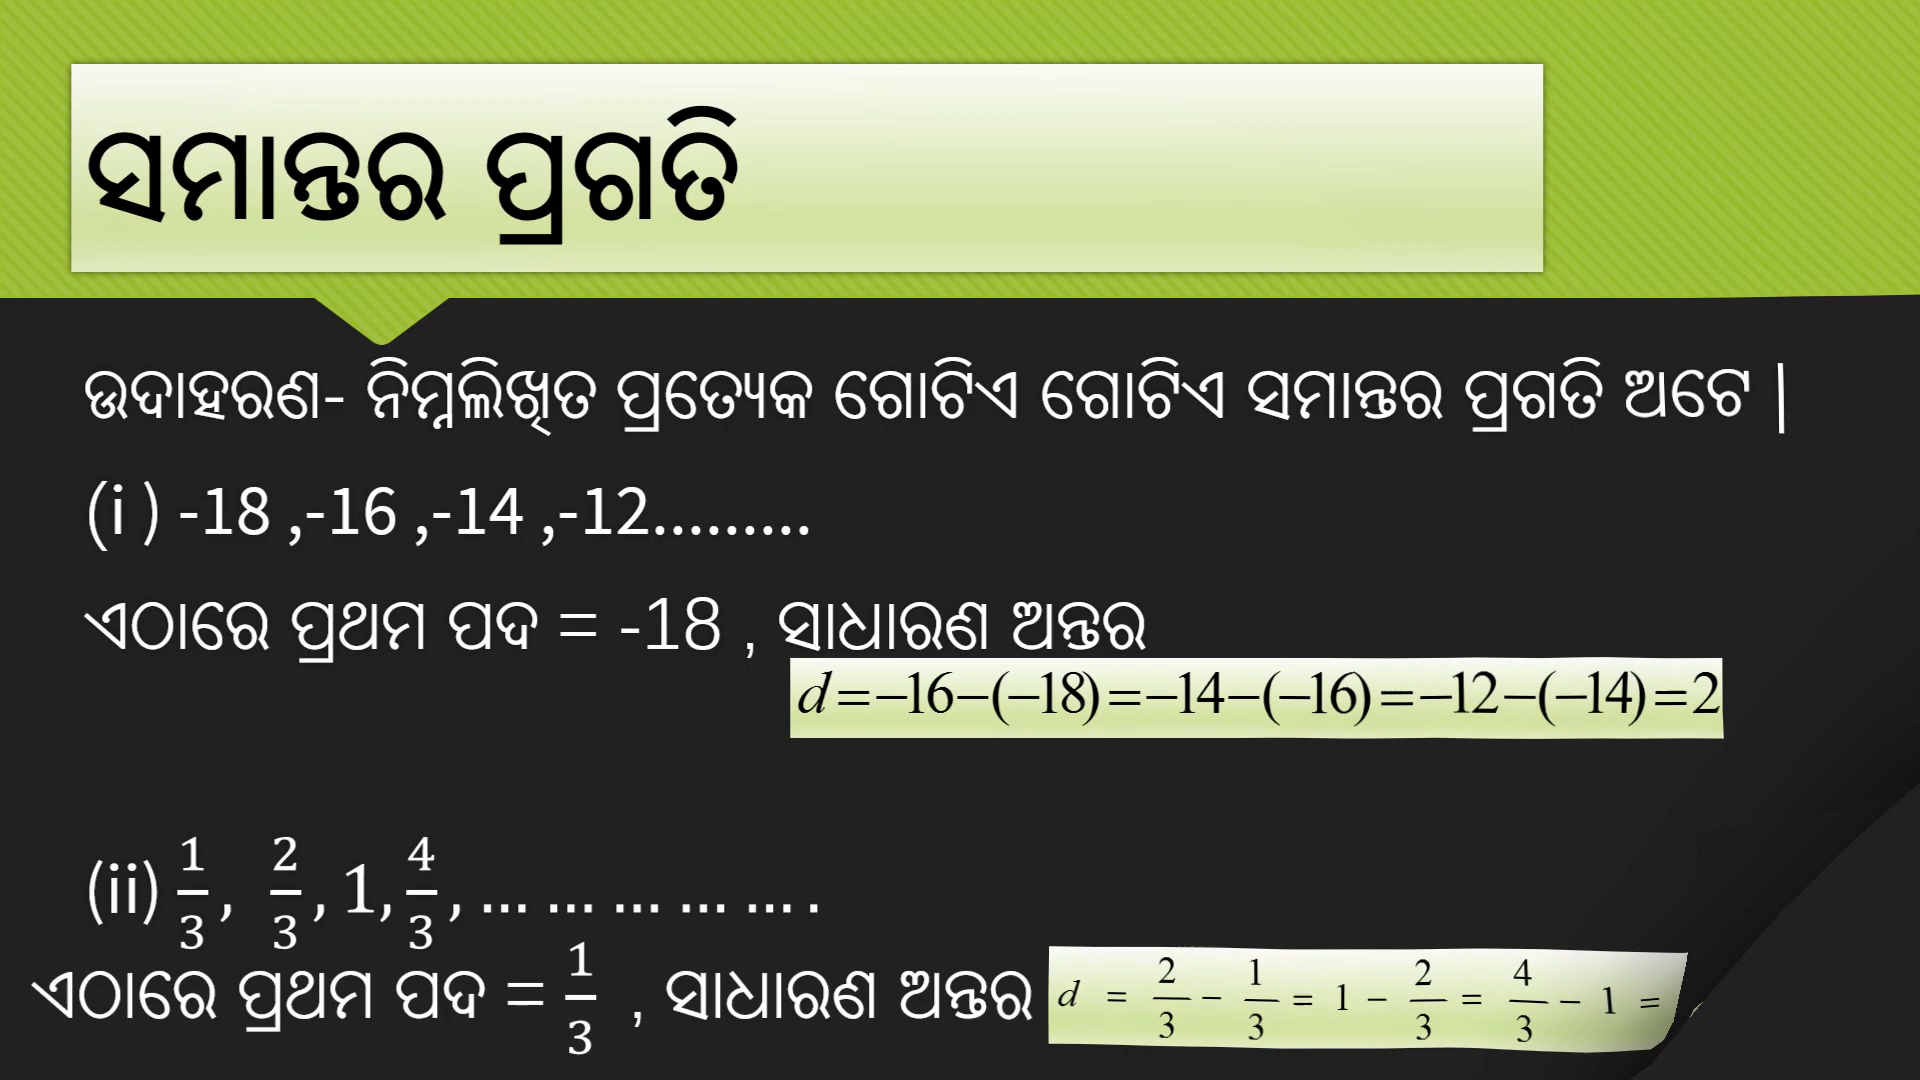 ସମାନ୍ତର ପ୍ରଗତି
ଉଦାହରଣ- ନିମ୍ନଲିଖିତ ପ୍ରତ୍ୟେକ ଗୋଟିଏ ଗୋଟିଏ ସମାନ୍ତର ପ୍ରଗତି ଅଟେ |
(i ) -18 ,-16 ,-14 ,-12.........
ଏଠାରେ ପ୍ରଥମ ପଦ = -18 , ସାଧାରଣ ଅନ୍ତର
d=−16−(−18)=−14−(−16)=−12−(−14)=2
(ii) 1/3, 2/3, 1, 4/3, … … … … … .
ଏଠାରେ ପ୍ରଥମ ପଦ = 1/3 , ସାଧାରଣ ଅନ୍ତର d = 2/3 − 1/3 = 1 − 2/3 = 4/3 − 1 =